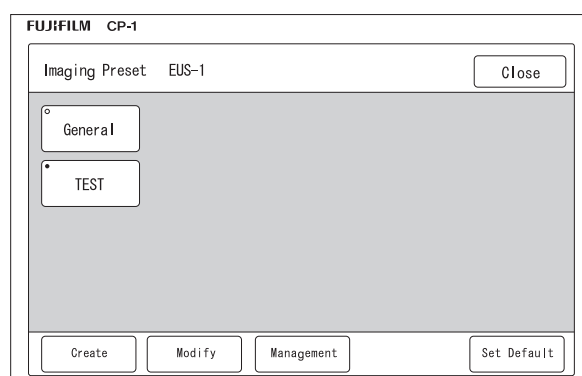 FUJIFILM CP-1
Imaging Preset EUS-1 Close
General
TEST
Create Modify Management Set Default